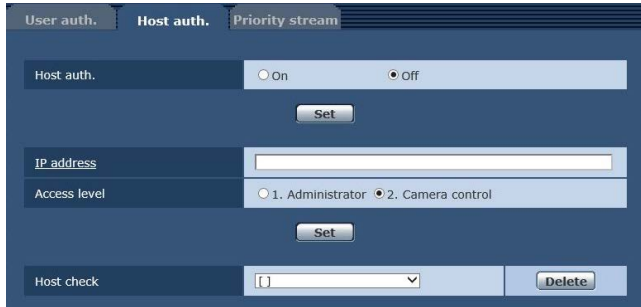 User auth. Host auth. Priority stream
Host auth. On Off
Set
IP address
Access level 1. Administrator 2. Camera control
Set
Host check [ ] Delete